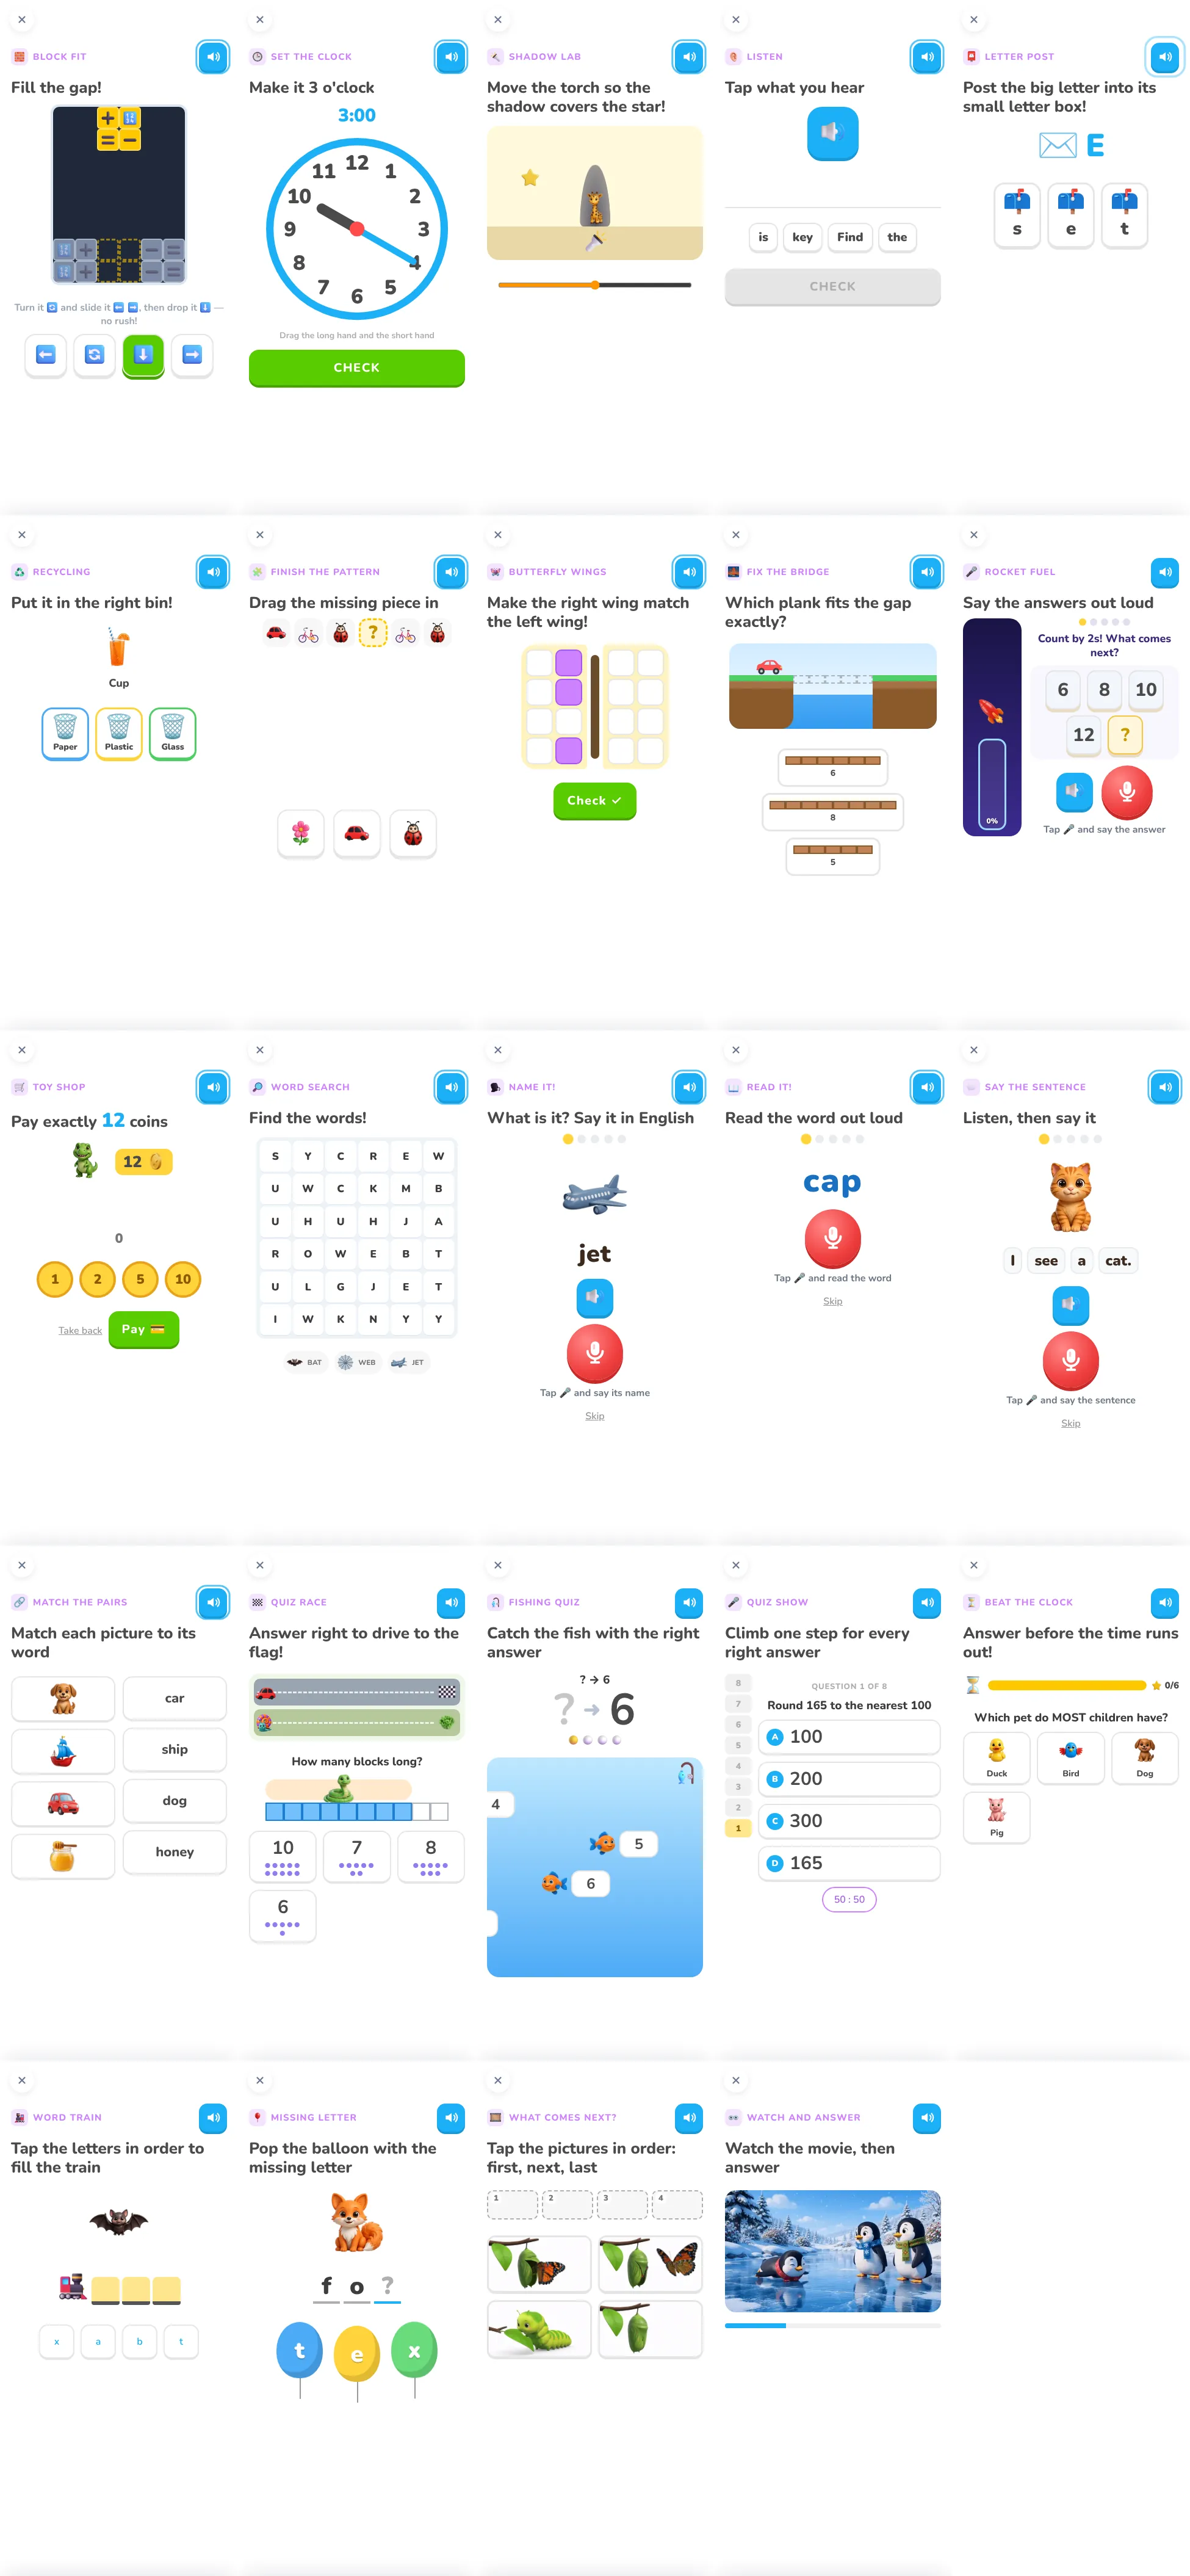 BLOCK FIT
Fill the gap!
Turn it and slide it , then drop it —
no rush!
SET THE CLOCK
Make it 3 o'clock
3:00
12
11 1
10 2
9 3
8 4
7 5
6
Drag the long hand and the short hand
CHECK
SHADOW LAB
Move the torch so the
shadow covers the star!
LISTEN
Tap what you hear
is key Find the
CHECK
LETTER POST
Post the big letter into its
small letter box!
E
s e t
RECYCLING
Put it in the right bin!
Cup
Paper Plastic Glass
FINISH THE PATTERN
Drag the missing piece in
?
BUTTERFLY WINGS
Make the right wing match
the left wing!
Check ✓
FIX THE BRIDGE
Which plank fits the gap
exactly?
6
8
5
ROCKET FUEL
Say the answers out loud
Count by 2s! What comes
next?
6 8 10
12 ?
0%
Tap and say the answer
TOY SHOP
Pay exactly 12 coins
12
0
1 2 5 10
Take back Pay
WORD SEARCH
Find the words!
S Y C R E W
U W C K M B
U H U H J A
R O W E B T
U L G J E T
I W K N Y Y
BAT WEB JET
NAME IT!
What is it? Say it in English
jet
Tap and say its name
Skip
READ IT!
Read the word out loud
cap
Tap and read the word
Skip
SAY THE SENTENCE
Listen, then say it
I see a cat.
Tap and say the sentence
Skip
MATCH THE PAIRS
Match each picture to its
word
car
ship
dog
honey
QUIZ RACE
Answer right to drive to the
flag!
How many blocks long?
10 7 8
6
FISHING QUIZ
Catch the fish with the right
answer
? → 6
? → 6
4
5
6
QUIZ SHOW
Climb one step for every
right answer
QUESTION 1 OF 8
Round 165 to the nearest 100
8
7
6
5
4
3
2
1
A 100
B 200
C 300
D 165
50 : 50
BEAT THE CLOCK
Answer before the time runs
out!
0/6
Which pet do MOST children have?
Duck Bird Dog
Pig
WORD TRAIN
Tap the letters in order to
fill the train
x a b t
MISSING LETTER
Pop the balloon with the
missing letter
f o ?
t e x
WHAT COMES NEXT?
Tap the pictures in order:
first, next, last
1 2 3 4
WATCH AND ANSWER
Watch the movie, then
answer